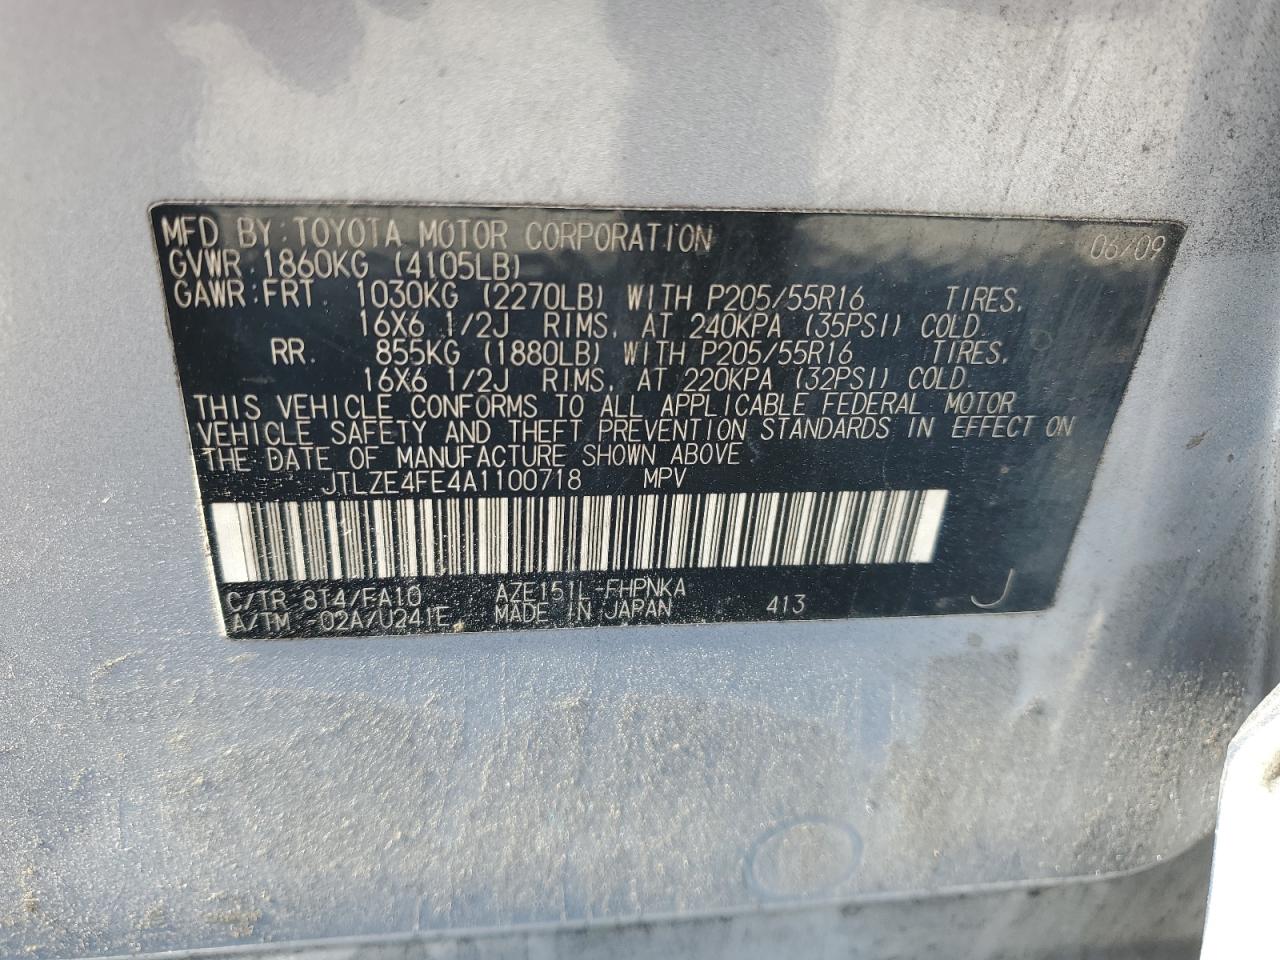 MFD BY: TOYOTA MOTOR CORPORATION 06/09
GVWR 1860KG (4105LB)
GAWR:FRT. 1030KG (2270LB) WITH P205/55R16 TIRES,
16X6 1/2J RIMS, AT 240KPA (35PSI) COLD.
RR. 855KG (1880LB) WITH P205/55R16 TIRES,
16X6 1/2J RIMS, AT 220KPA (32PSI) COLD.
THIS VEHICLE CONFORMS TO ALL APPLICABLE FEDERAL MOTOR
VEHICLE SAFETY AND THEFT PREVENTION STANDARDS IN EFFECT ON
THE DATE OF MANUFACTURE SHOWN ABOVE
JTLZE4FE4A1100718 MPV
C/TR 8T4/FA10 AZE151L-FHPNKA
A/TM -02A/U241E MADE IN JAPAN 413 J